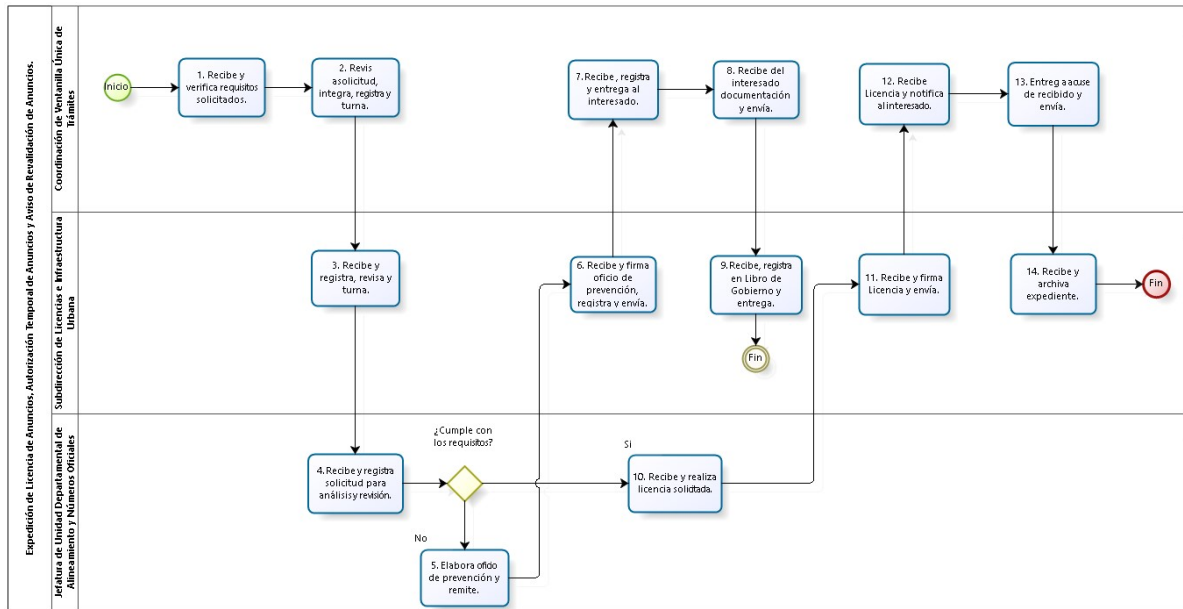 Expedición de Licencia de Anuncios, Autorización Temporal de Anuncios y Aviso de Revalidación de Anuncios.
Coordinación de Ventanilla Única de
Trámites
Inicio
1. Recibe y
verifica requisitos
solicitados.
2. Revis
asolicitud,
integra, registra y
turna.
7. Recibe , registra
y entrega al
interesado.
8. Recibe del
interesado
documentación
y envía.
12. Recibe
Licencia y notifica
al interesado.
13. Entreg a acuse
de recibido y
envía.
Subdirección de Licencias e Infraestructura
Urbana
3. Recibe y
registra, revisa y
turna.
6. Recibe y firma
oficio de
prevención,
registra y envía.
9. Recibe, registra
en Libro de
Gobierno y
entrega.
Fin
11. Recibe y firma
Licencia y envía.
14. Recibe y
archiva
expediente.
Fin
Jefatura de Unidad Departamental de
Alineamiento y Números Oficiales
4. Recibe y registra
solicitud para
análisis y revisión.
¿Cumple con
los requisitos?
Si
10. Recibe y realiza
licencia solicitada.
No
5. Elabora oficio
de prevención y
remite.